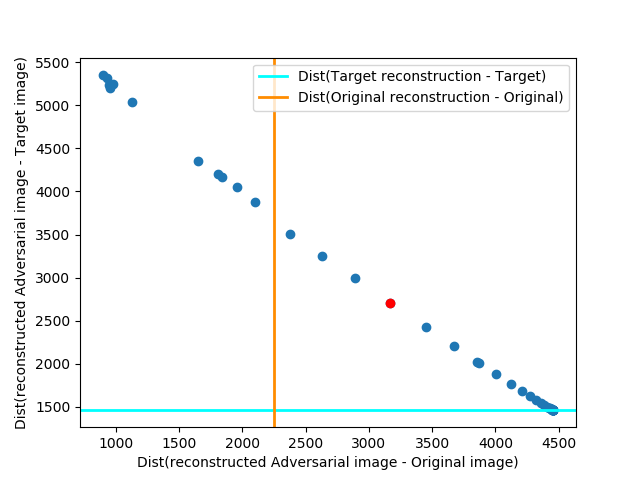 Dist(Target reconstruction - Target)
Dist(Original reconstruction - Original)
Dist(reconstructed Adversarial image - Target image)
5500
5000
4500
4000
3500
3000
2500
2000
1500
1000 1500 2000 2500 3000 3500 4000 4500
Dist(reconstructed Adversarial image - Original image)